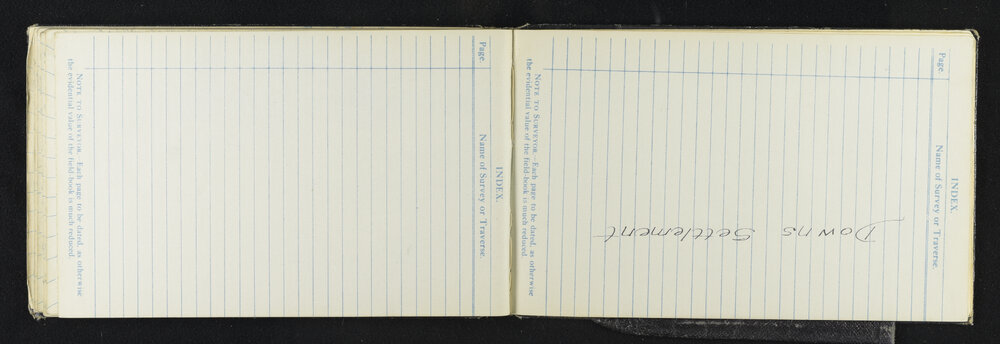 INDEX.
Page. Name of Survey or Traverse.
NOTE TO SURVEYOR.—Each page to be dated, as otherwise
the evidential value of the field-book is much reduced.
INDEX.
Page. Name of Survey or Traverse.
Downs Settlement
NOTE TO SURVEYOR.—Each page to be dated, as otherwise
the evidential value of the field-book is much reduced.